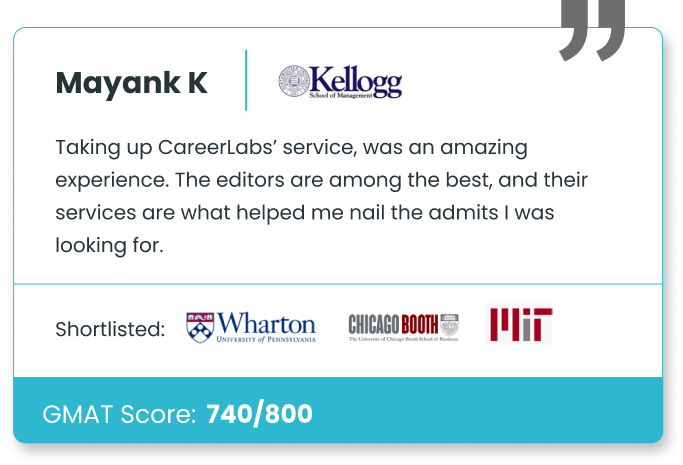 ”
Mayank K
Kellogg
School of Management
Taking up CareerLabs’ service, was an amazing
experience. The editors are among the best, and their
services are what helped me nail the admits I was
looking for.
Shortlisted:
Wharton
UNIVERSITY OF PENNSYLVANIA
CHICAGO BOOTH
The University of Chicago Booth School of Business
MIT
GMAT Score: 740/800